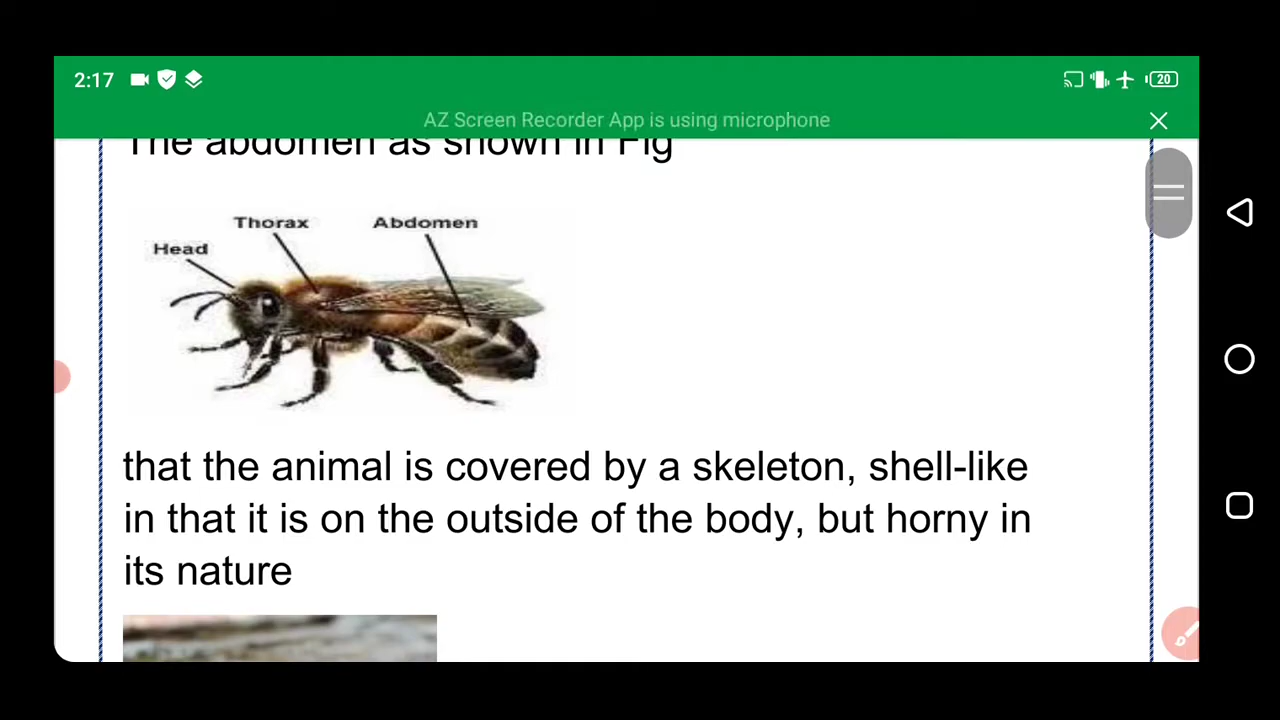 2:17
20
AZ Screen Recorder App is using microphone
The abdomen as shown in Fig
Thorax Abdomen
Head
that the animal is covered by a skeleton, shell-like
in that it is on the outside of the body, but horny in
its nature